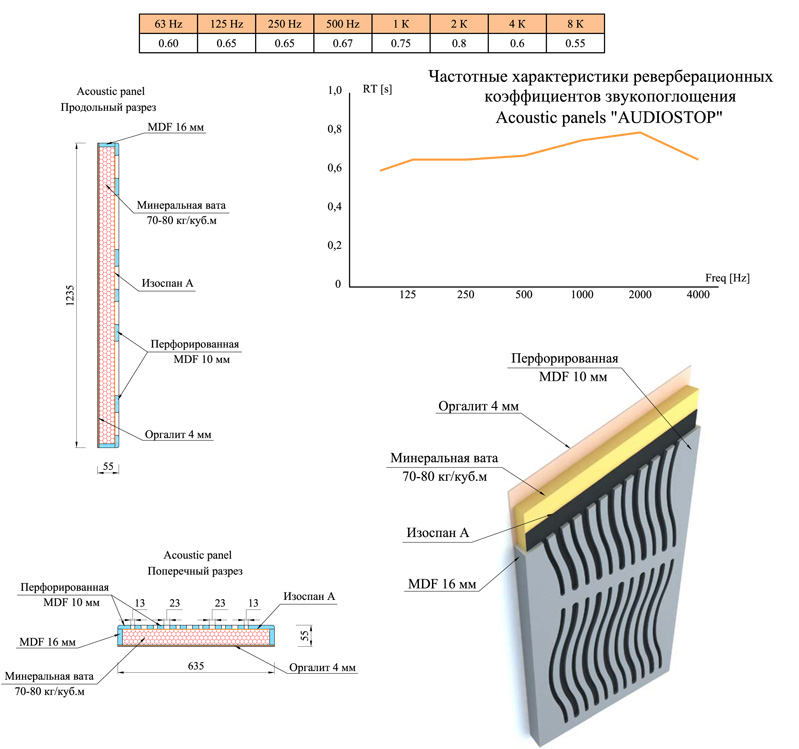 63 Hz 125 Hz 250 Hz 500 Hz 1 K 2 K 4 K 8 K
0.60 0.65 0.65 0.67 0.75 0.8 0.6 0.55
Частотные характеристики реверберационных
коэффициентов звукопоглощения
Acoustic panels "AUDIOSTOP"
RT [s]
1,0
0,8
0,6
0,4
0,2
0
125 250 500 1000 2000 4000
Freq [Hz]
Acoustic panel
Продольный разрез
MDF 16 мм
Минеральная вата
70-80 кг/куб.м
Изоспан А
1235
Перфорированная
MDF 10 мм
Оргалит 4 мм
55
Перфорированная
MDF 10 мм
Оргалит 4 мм
Минеральная вата
70-80 кг/куб.м
Изоспан А
MDF 16 мм
Acoustic panel
Поперечный разрез
Перфорированная
MDF 10 мм
13 23 23 13
Изоспан А
MDF 16 мм
55
635
Оргалит 4 мм
Минеральная вата
70-80 кг/куб.м